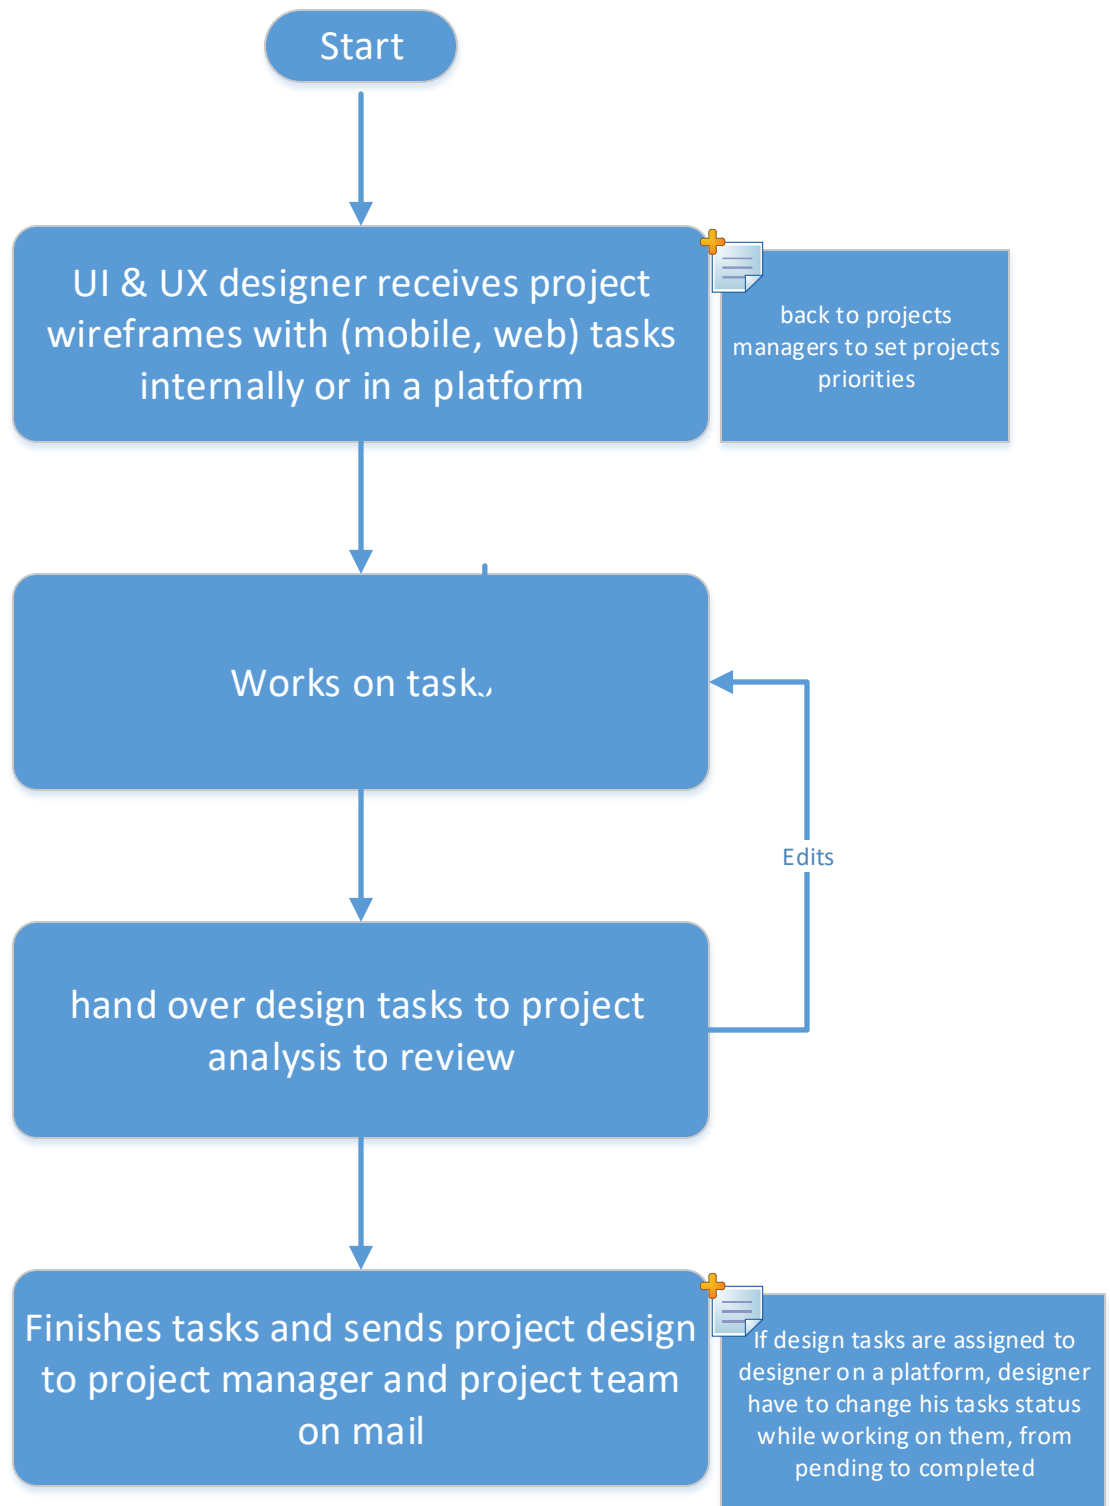 Start
UI & UX designer receives project
wireframes with (mobile, web) tasks
internally or in a platform
back to projects
managers to set projects
priorities
Works on tasks
Edits
hand over design tasks to project
analysis to review
Finishes tasks and sends project design
to project manager and project team
on mail
If design tasks are assigned to
designer on a platform, designer
have to change his tasks status
while working on them, from
pending to completed